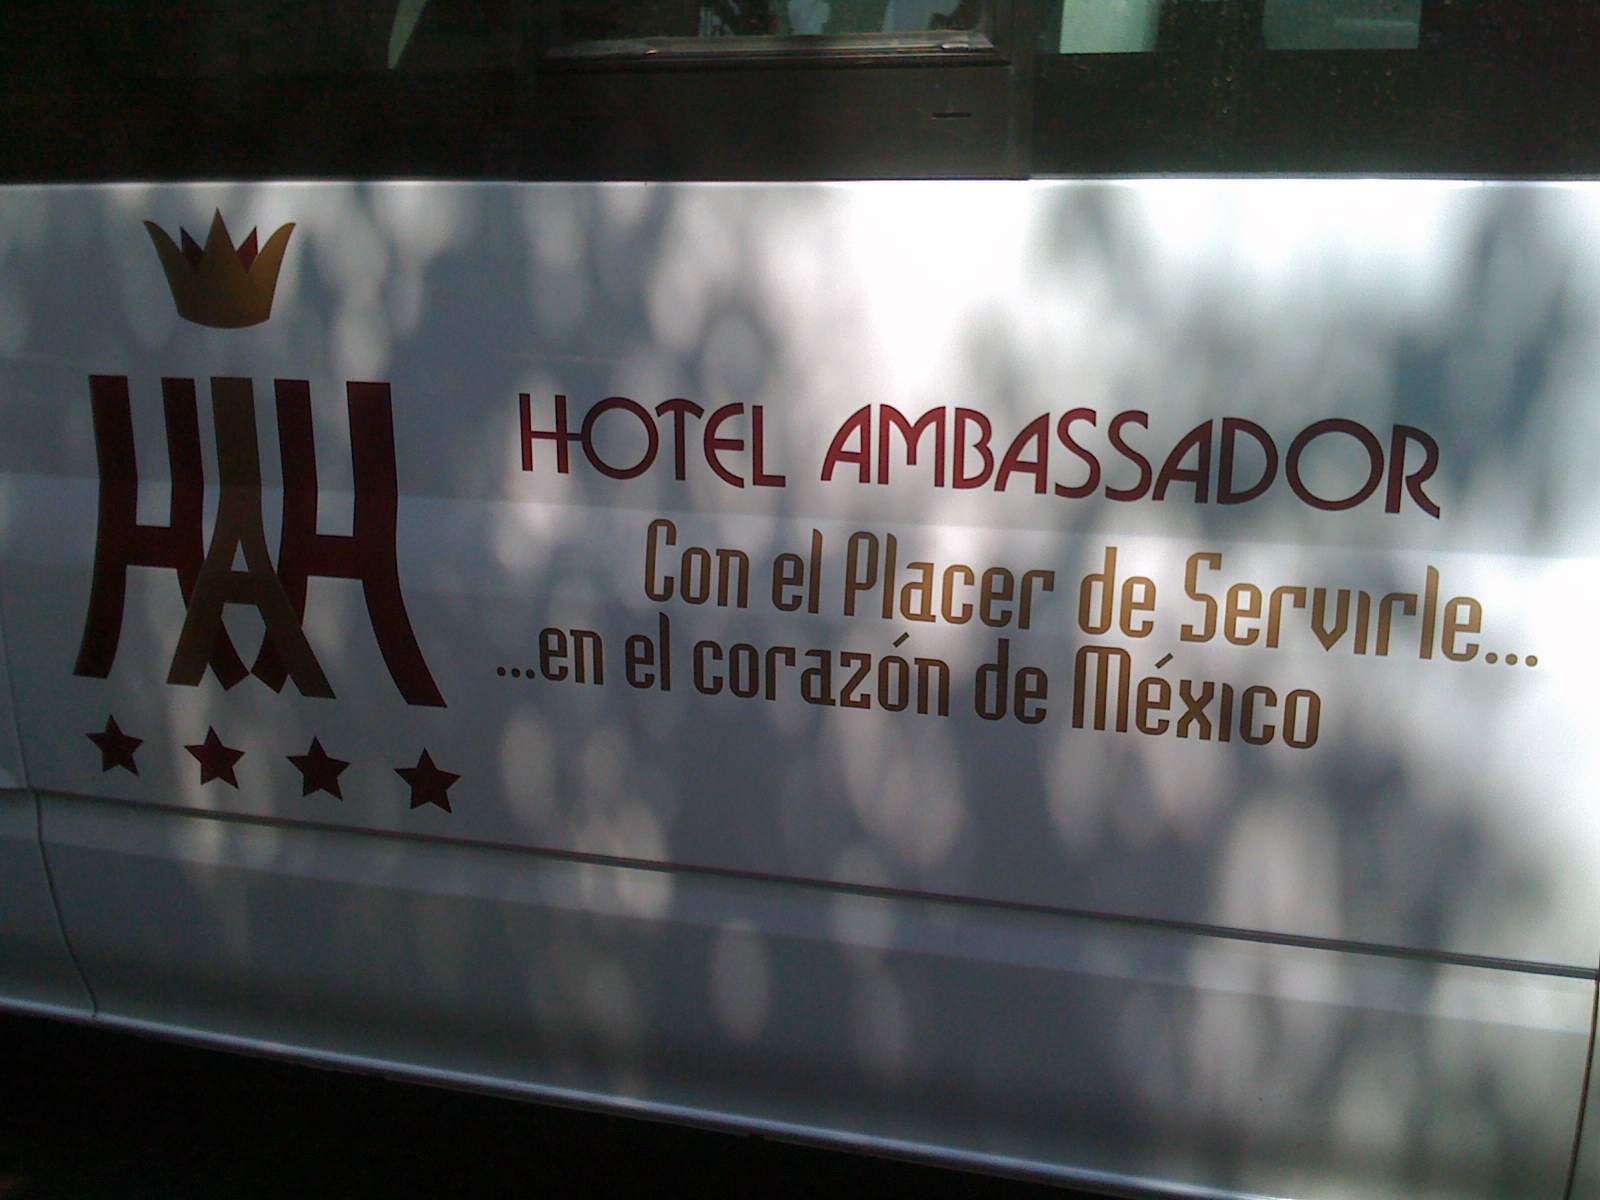 HAH
HOTEL AMBASSADOR
Con el Placer de Servirle...
...en el corazón de México